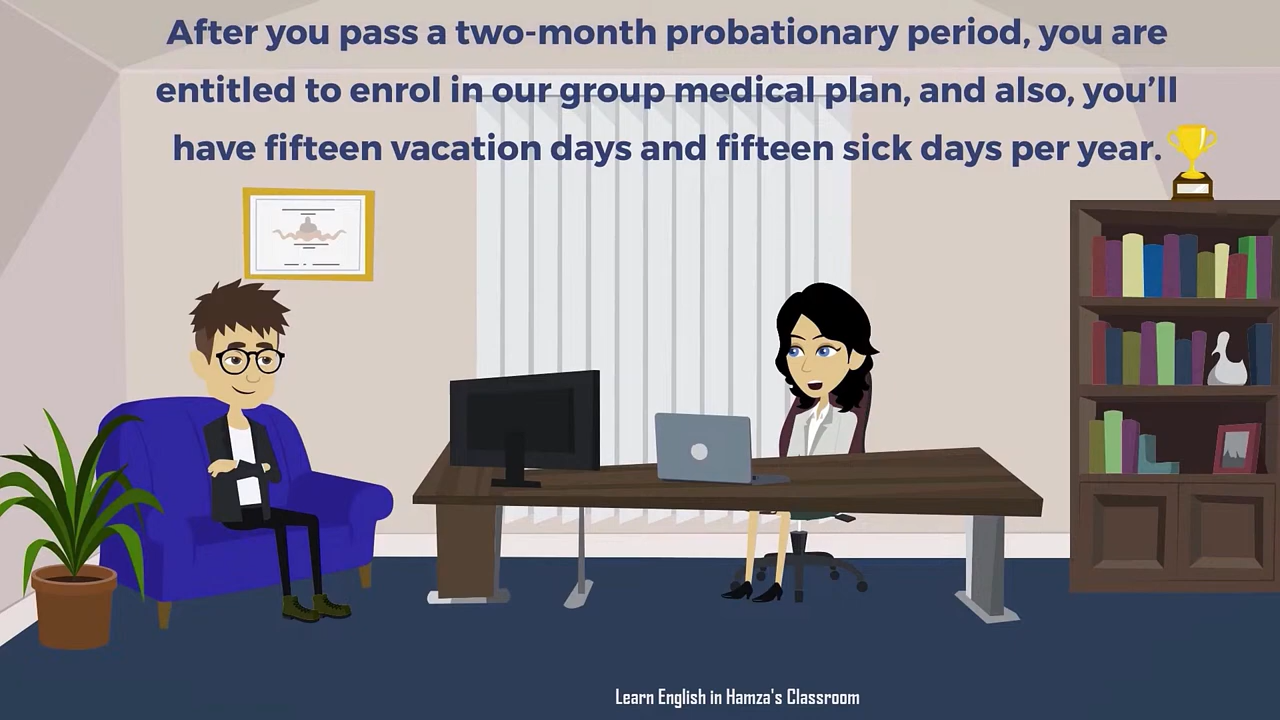 After you pass a two-month probationary period, you are
entitled to enrol in our group medical plan, and also, you’ll
have fifteen vacation days and fifteen sick days per year.
Learn English in Hamza's Classroom